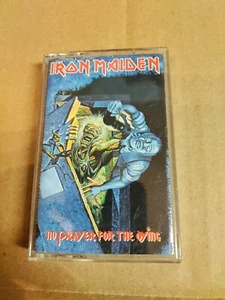 IRON MAIDEN
NO PRAYER FOR THE DYING